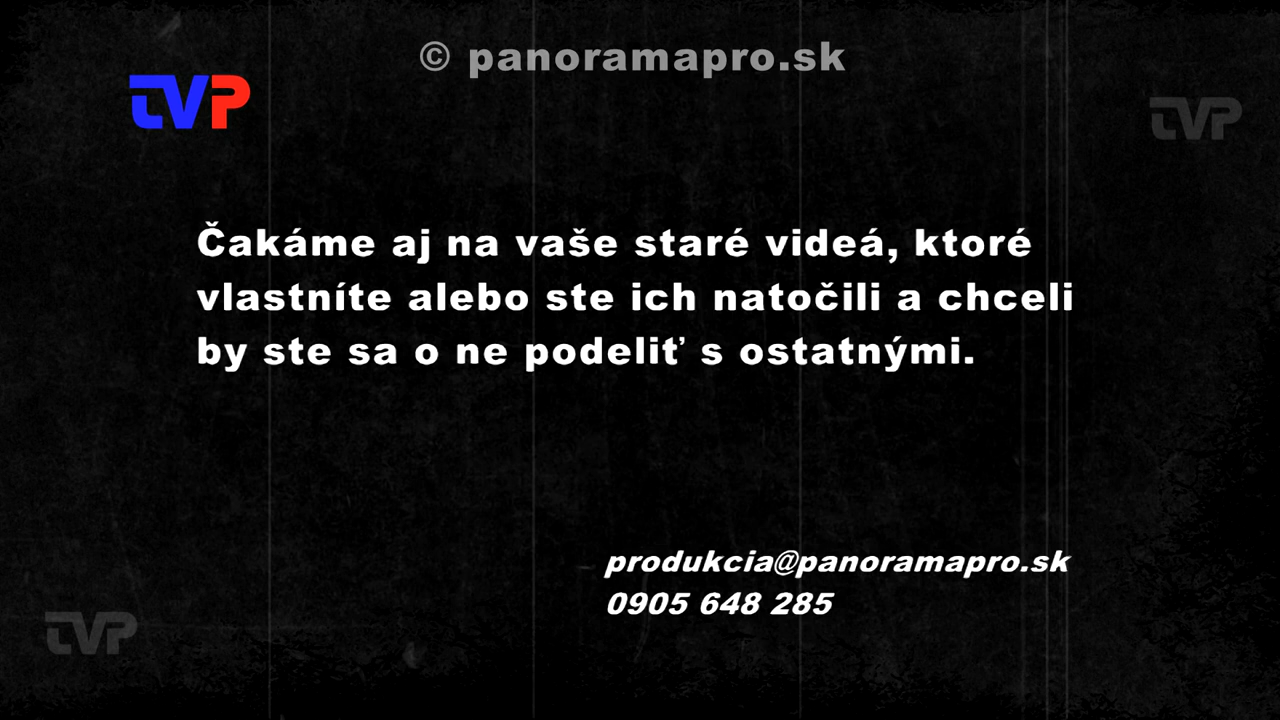 © panoramapro.sk
TVP
TVP
Čakáme aj na vaše staré videá, ktoré
vlastníte alebo ste ich natočili a chceli
by ste sa o ne podeliť s ostatnými.
produkcia@panoramapro.sk
0905 648 285
TVP